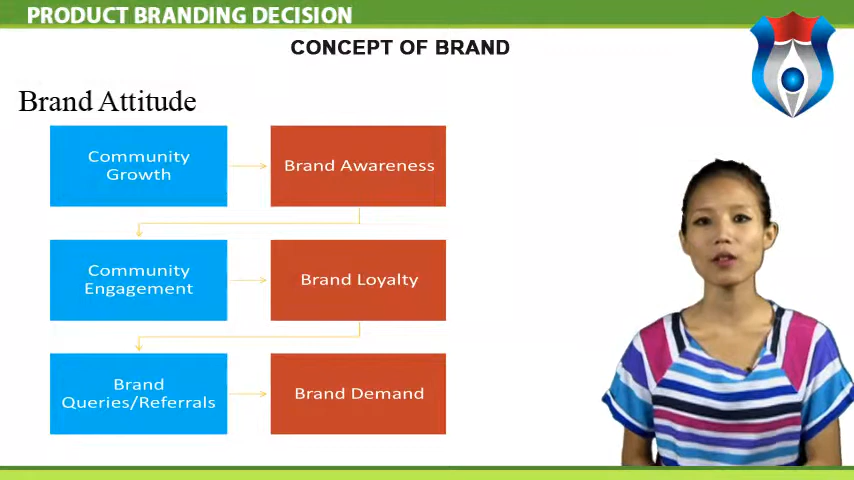 PRODUCT BRANDING DECISION
CONCEPT OF BRAND
Brand Attitude
Community
Growth
Brand Awareness
Community
Engagement
Brand Loyalty
Brand
Queries/Referrals
Brand Demand